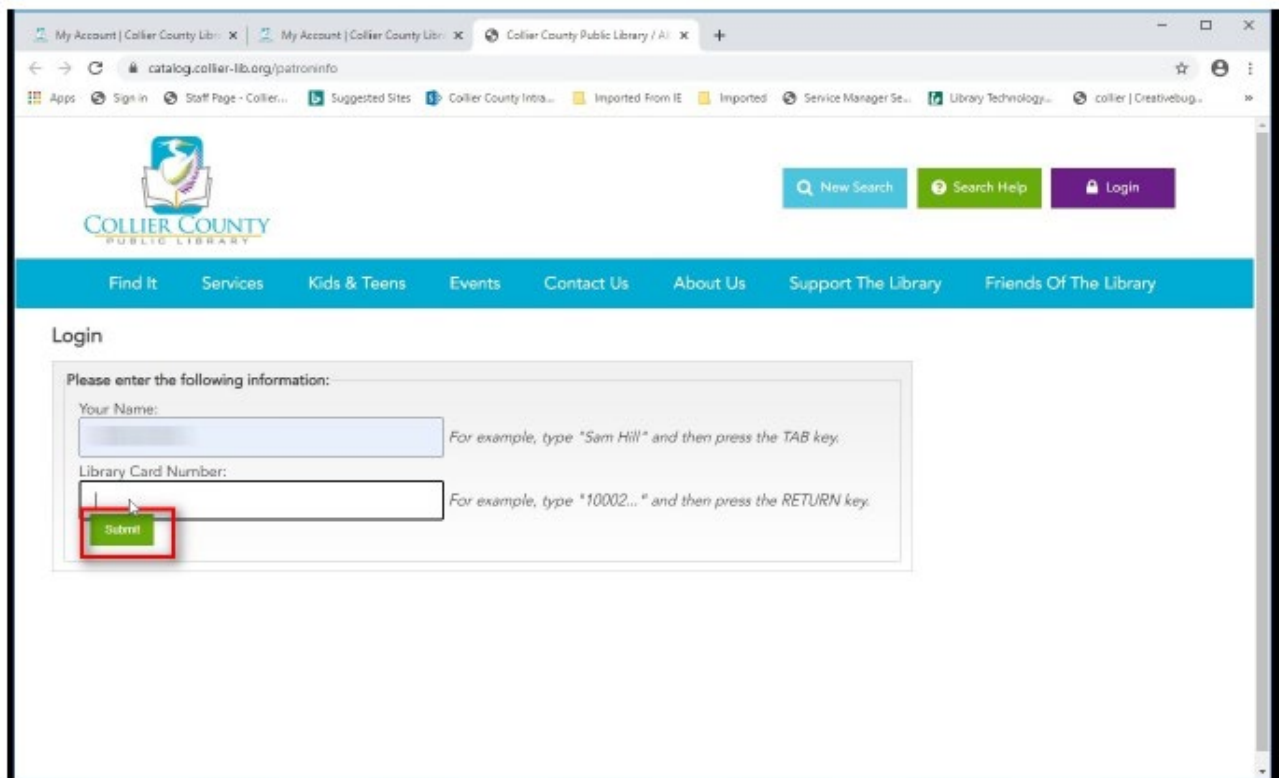 My Account | Collier County Libr
My Account | Collier County Libr
Collier County Public Library / Al
catalog.collier-lib.org/patroninfo
Apps Sign in Staff Page - Collier... Suggested Sites Collier County Intra... Imported From IE Imported Service Manager Se... Library Technology... collier | Creativebug...
COLLIER COUNTY
PUBLIC LIBRARY
New Search Search Help Login
Find It Services Kids & Teens Events Contact Us About Us Support The Library Friends Of The Library
Login
Please enter the following information:
Your Name:
For example, type "Sam Hill" and then press the TAB key.
Library Card Number:
For example, type "10002..." and then press the RETURN key.
Submit